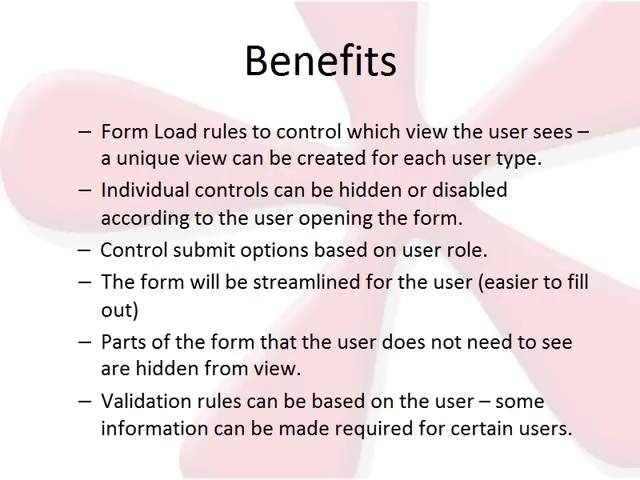 Benefits
– Form Load rules to control which view the user sees –
a unique view can be created for each user type.
– Individual controls can be hidden or disabled
according to the user opening the form.
– Control submit options based on user role.
– The form will be streamlined for the user (easier to fill
out)
– Parts of the form that the user does not need to see
are hidden from view.
– Validation rules can be based on the user – some
information can be made required for certain users.